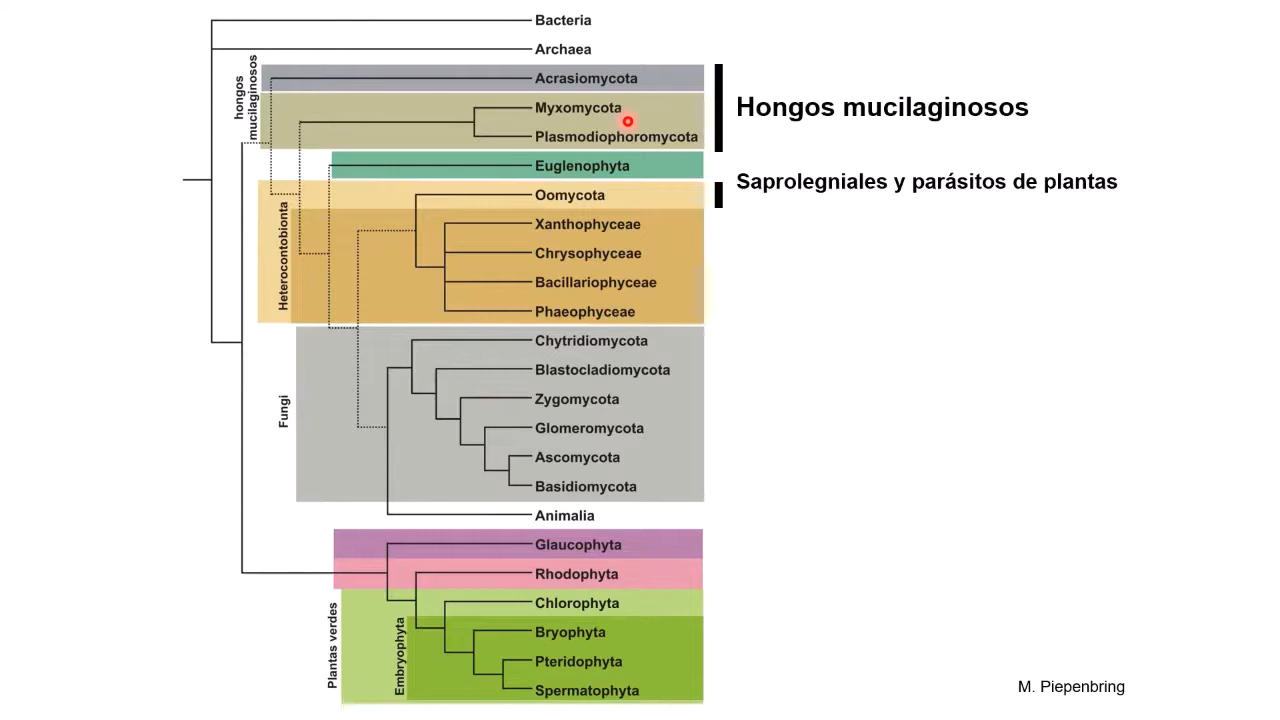 Bacteria
Archaea
hongos
mucilaginosos
Acrasiomycota
Myxomycota
Plasmodiophoromycota
Hongos mucilaginosos
Euglenophyta
Heterocontobionta
Oomycota
Saprolegniales y parásitos de plantas
Xanthophyceae
Chrysophyceae
Bacillariophyceae
Phaeophyceae
Fungi
Chytridiomycota
Blastocladiomycota
Zygomycota
Glomeromycota
Ascomycota
Basidiomycota
Animalia
Glaucophyta
Rhodophyta
Plantas verdes
Chlorophyta
Embryophyta
Bryophyta
Pteridophyta
Spermatophyta
M. Piepenbring